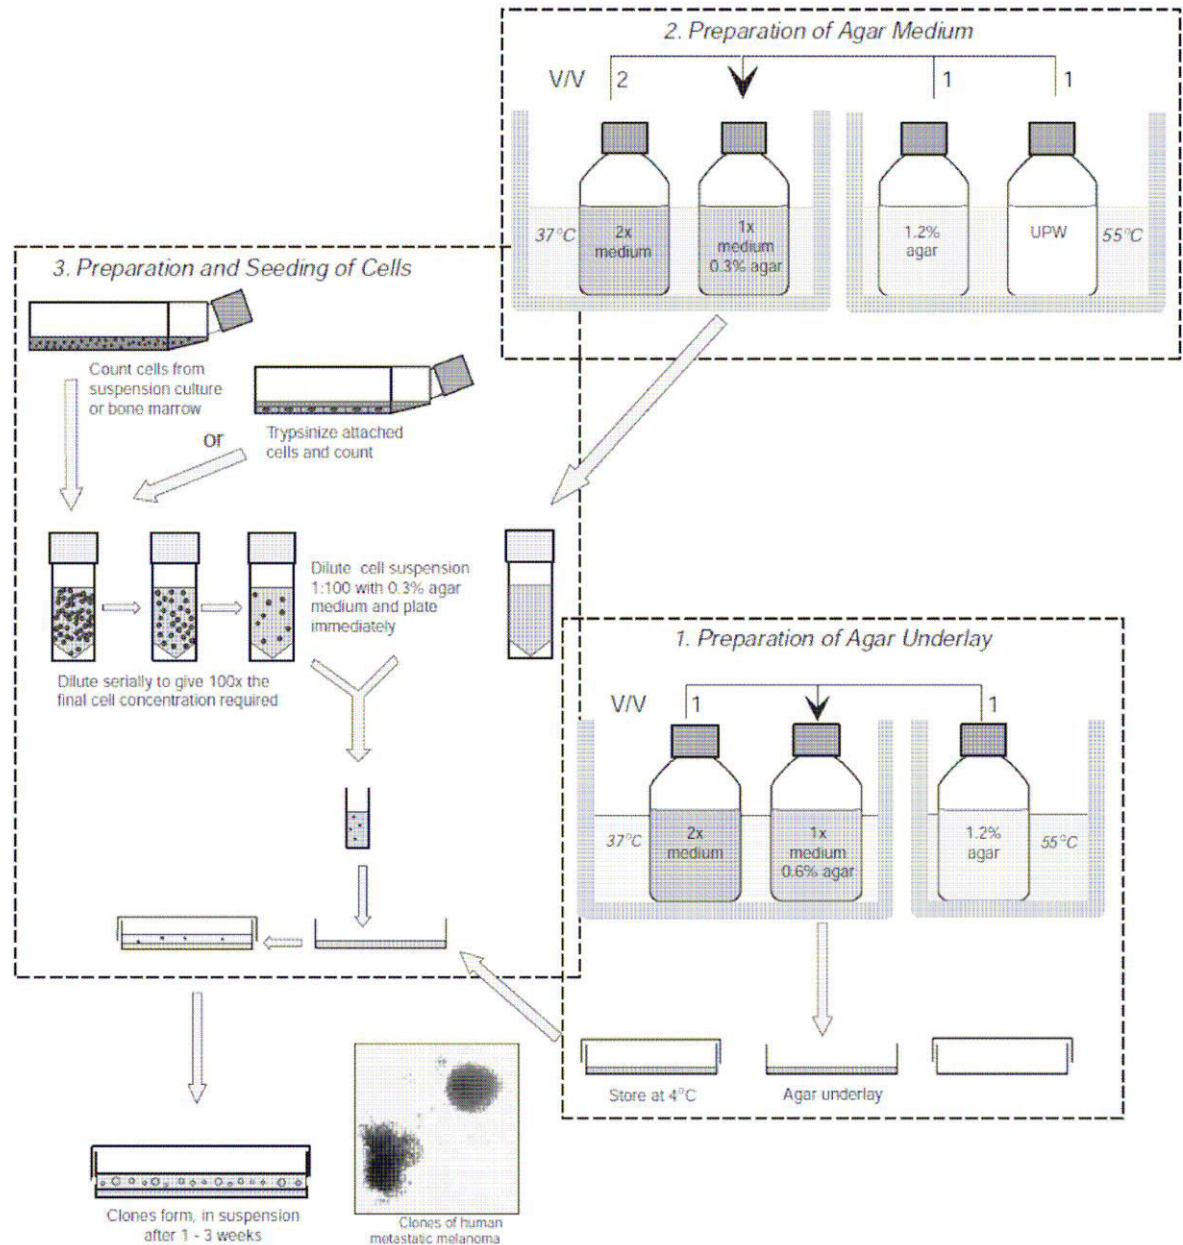 2. Preparation of Agar Medium
V/V 2 1 1
37°C
2x
medium
1x
medium
0.3% agar
1.2%
agar
UPW
55°C
3. Preparation and Seeding of Cells
Count cells from
suspension culture
or bone marrow
or
Trypsinize attached
cells and count
Dilute cell suspension
1:100 with 0.3% agar
medium and plate
immediately
Dilute serially to give 100x the
final cell concentration required
1. Preparation of Agar Underlay
V/V 1 1
37°C
2x
medium
1x
medium
0.6% agar
1.2%
agar
55°C
Store at 4°C
Agar underlay
Clones form, in suspension
after 1 - 3 weeks
Clones of human
metastatic melanoma